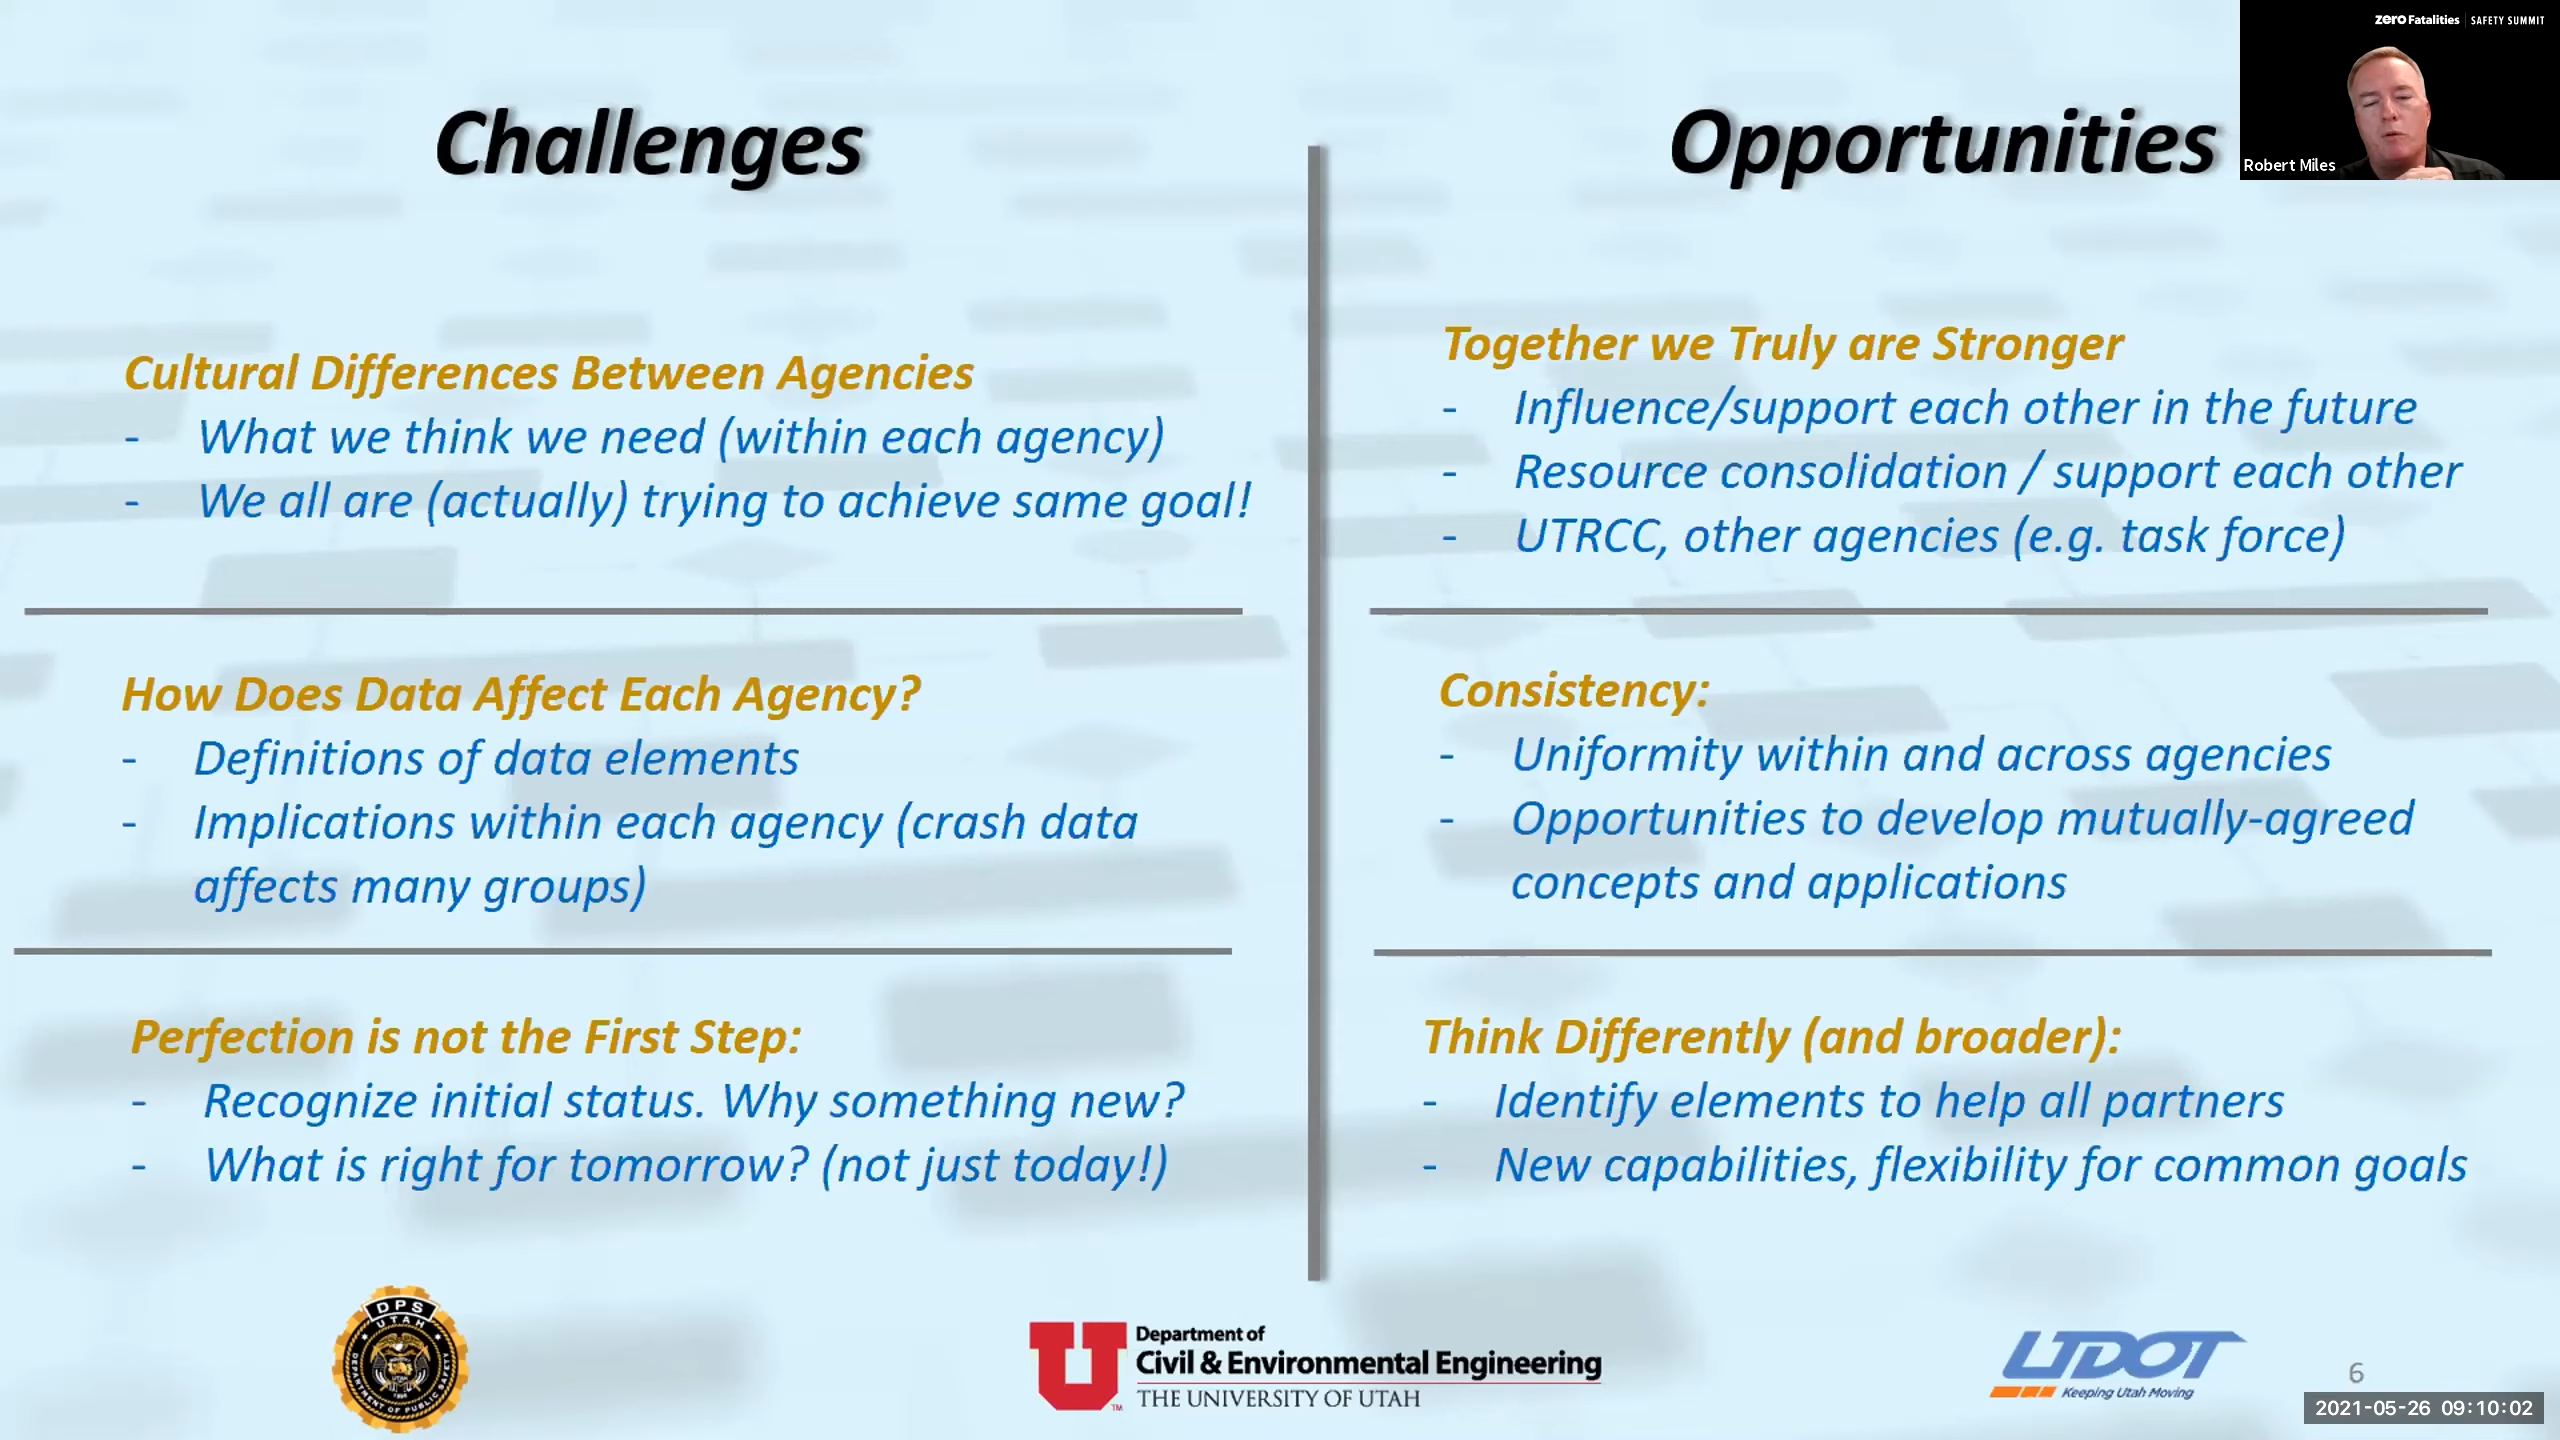 zero Fatalities | SAFETY SUMMIT
Robert Miles
Challenges
Cultural Differences Between Agencies
- What we think we need (within each agency)
- We all are (actually) trying to achieve same goal!
How Does Data Affect Each Agency?
- Definitions of data elements
- Implications within each agency (crash data
affects many groups)
Perfection is not the First Step:
- Recognize initial status. Why something new?
- What is right for tomorrow? (not just today!)
Opportunities
Together we Truly are Stronger
- Influence/support each other in the future
- Resource consolidation / support each other
- UTRCC, other agencies (e.g. task force)
Consistency:
- Uniformity within and across agencies
- Opportunities to develop mutually-agreed
concepts and applications
Think Differently (and broader):
- Identify elements to help all partners
- New capabilities, flexibility for common goals
DPS
UTAH
DEPARTMENT OF PUBLIC SAFETY
U
TM
Department of
Civil & Environmental Engineering
THE UNIVERSITY OF UTAH
UDOT
Keeping Utah Moving
6
2021-05-26 09:10:02